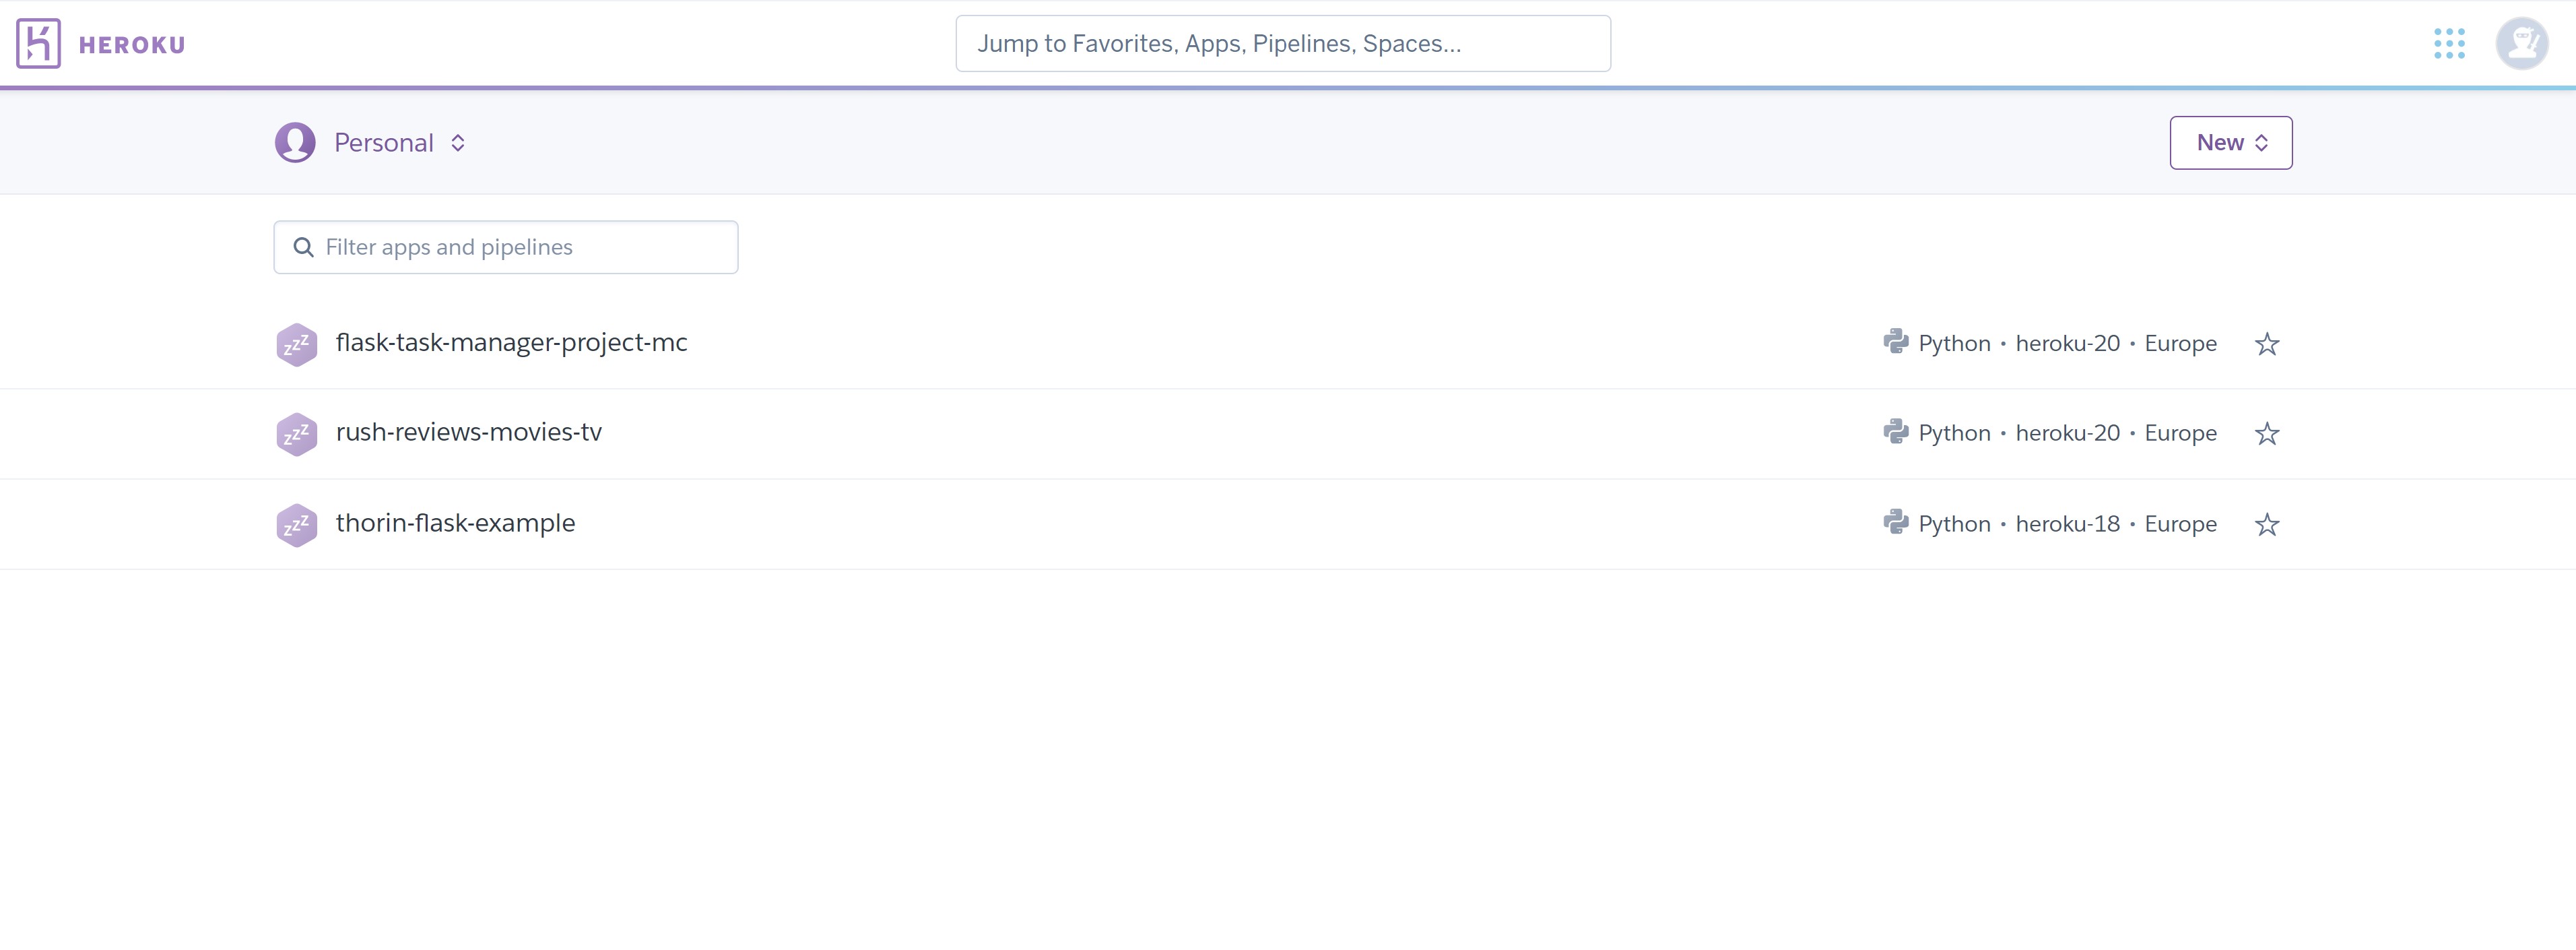 HEROKU
Jump to Favorites, Apps, Pipelines, Spaces...
Personal
New
Filter apps and pipelines
zzz flask-task-manager-project-mc Python • heroku-20 • Europe
zzz rush-reviews-movies-tv Python • heroku-20 • Europe
zzz thorin-flask-example Python • heroku-18 • Europe